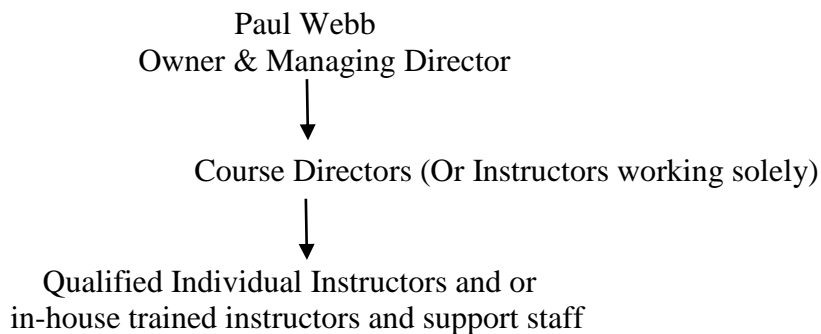 Paul Webb
Owner & Managing Director
Course Directors (Or Instructors working solely)
Qualified Individual Instructors and or
in-house trained instructors and support staff